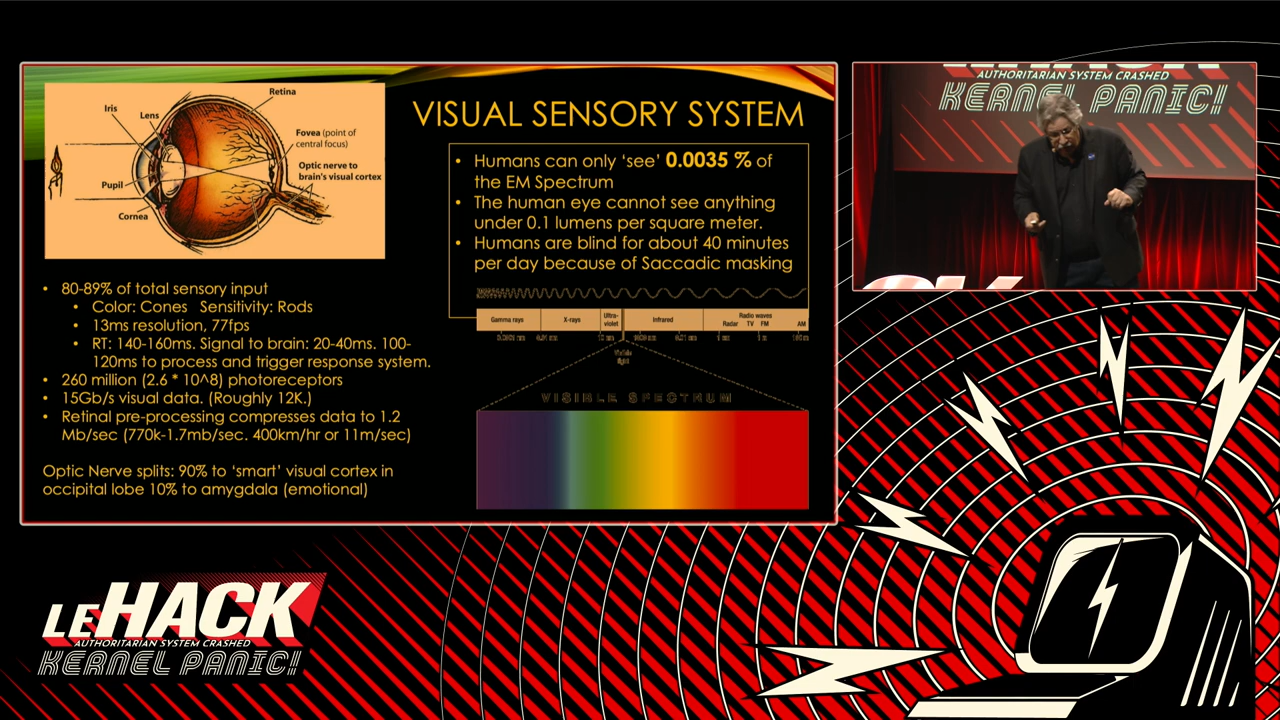 Retina
Iris
Lens
Fovea (point of
central focus)
Optic nerve to
brain's visual cortex
Pupil
Cornea
VISUAL SENSORY SYSTEM
• Humans can only ‘see’ 0.0035 % of
the EM Spectrum
• The human eye cannot see anything
under 0.1 lumens per square meter.
• Humans are blind for about 40 minutes
per day because of Saccadic masking
• 80-89% of total sensory input
• Color: Cones Sensitivity: Rods
• 13ms resolution, 77fps
• RT: 140-160ms. Signal to brain: 20-40ms. 100-
120ms to process and trigger response system.
• 260 million (2.6 * 10^8) photoreceptors
• 15Gb/s visual data. (Roughly 12K.)
• Retinal pre-processing compresses data to 1.2
Mb/sec (770k-1.7mb/sec. 400km/hr or 11m/sec)
Optic Nerve splits: 90% to ‘smart’ visual cortex in
occipital lobe 10% to amygdala (emotional)
Gamma rays
X-rays
Ultra-
violet
Infrared
Radio waves
Radar TV FM
AM
Visible
light
VISIBLE SPECTRUM
AUTHORITARIAN SYSTEM CRASHED
KERNEL PANIC!
LEHACK
AUTHORITARIAN SYSTEM CRASHED
KERNEL PANIC!